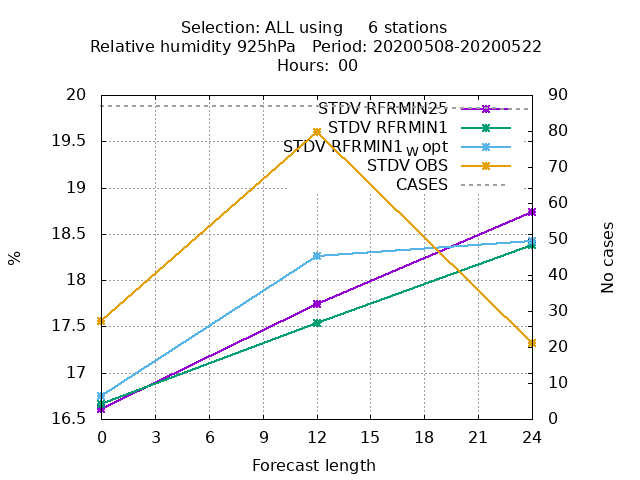 Selection: ALL using     6 stations
Relative humidity 925hPa   Period: 20200508-20200522
Hours: 00
20
19.5
19
18.5
18
17.5
17
16.5
%
90
80
70
60
50
40
30
20
10
0
No cases
STDV RFRMIN25
STDV RFRMIN1
STDV RFRMIN1 w opt
STDV OBS
CASES
0 3 6 9 12 15 18 21 24
Forecast length